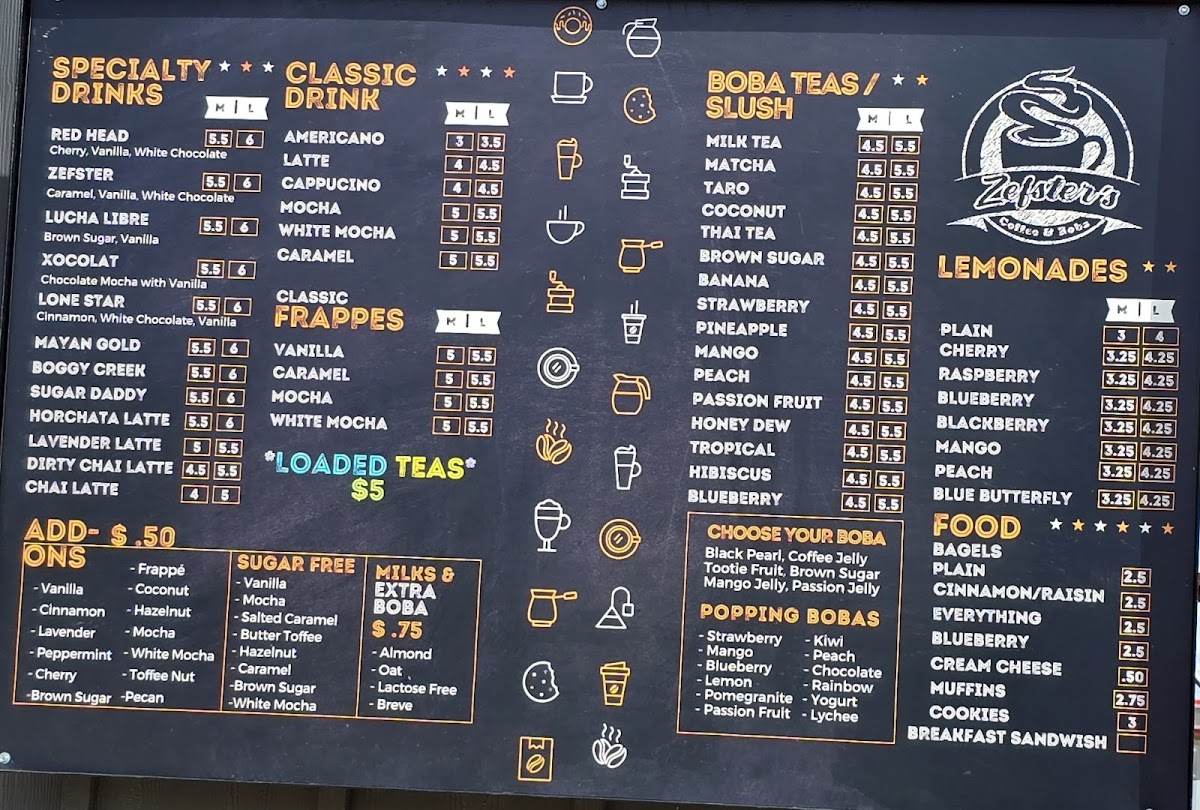 SPECIALTY
DRINKS
M | L
RED HEAD 5.5 6
Cherry, Vanilla, White Chocolate
ZEFSTER 5.5 6
Caramel, Vanilla, White Chocolate
LUCHA LIBRE 5.5 6
Brown Sugar, Vanilla
XOCOLAT 5.5 6
Chocolate Mocha with Vanilla
LONE STAR 5.5 6
Cinnamon, White Chocolate, Vanilla
MAYAN GOLD 5.5 6
BOGGY CREEK 5.5 6
SUGAR DADDY 5.5 6
HORCHATA LATTE 5.5 6
LAVENDER LATTE 5 5.5
DIRTY CHAI LATTE 4.5 5.5
CHAI LATTE 4 5
CLASSIC
DRINK
M | L
AMERICANO 3 3.5
LATTE 4 4.5
CAPPUCINO 4 4.5
MOCHA 5 5.5
WHITE MOCHA 5 5.5
CARAMEL 5 5.5
CLASSIC
FRAPPES
M | L
VANILLA 5 5.5
CARAMEL 5 5.5
MOCHA 5 5.5
WHITE MOCHA 5 5.5
*LOADED TEAS*
$5
ADD- $ .50
ONS
- Vanilla
- Cinnamon
- Lavender
- Peppermint
- Cherry
-Brown Sugar
- Frappé
- Coconut
- Hazelnut
- Mocha
- White Mocha
- Toffee Nut
-Pecan
SUGAR FREE
- Vanilla
- Mocha
- Salted Caramel
- Butter Toffee
- Hazelnut
- Caramel
-Brown Sugar
-White Mocha
MILKS &
EXTRA
BOBA
$ .75
- Almond
- Oat
- Lactose Free
- Breve
BOBA TEAS /
SLUSH
M | L
MILK TEA 4.5 5.5
MATCHA 4.5 5.5
TARO 4.5 5.5
COCONUT 4.5 5.5
THAI TEA 4.5 5.5
BROWN SUGAR 4.5 5.5
BANANA 4.5 5.5
STRAWBERRY 4.5 5.5
PINEAPPLE 4.5 5.5
MANGO 4.5 5.5
PEACH 4.5 5.5
PASSION FRUIT 4.5 5.5
HONEY DEW 4.5 5.5
TROPICAL 4.5 5.5
HIBISCUS 4.5 5.5
BLUEBERRY 4.5 5.5
CHOOSE YOUR BOBA
Black Pearl, Coffee Jelly
Tootie Fruit, Brown Sugar
Mango Jelly, Passion Jelly
POPPING BOBAS
- Strawberry
- Mango
- Blueberry
- Lemon
- Pomegranite
- Passion Fruit
- Kiwi
- Peach
- Chocolate
- Rainbow
- Yogurt
- Lychee
Zefster's
Coffee & Boba
LEMONADES
M | L
PLAIN 3 4
CHERRY 3.25 4.25
RASPBERRY 3.25 4.25
BLUEBERRY 3.25 4.25
BLACKBERRY 3.25 4.25
MANGO 3.25 4.25
PEACH 3.25 4.25
BLUE BUTTERFLY 3.25 4.25
FOOD
BAGELS
PLAIN 2.5
CINNAMON/RAISIN 2.5
EVERYTHING 2.5
BLUEBERRY 2.5
CREAM CHEESE .50
MUFFINS 2.75
COOKIES 3
BREAKFAST SANDWISH